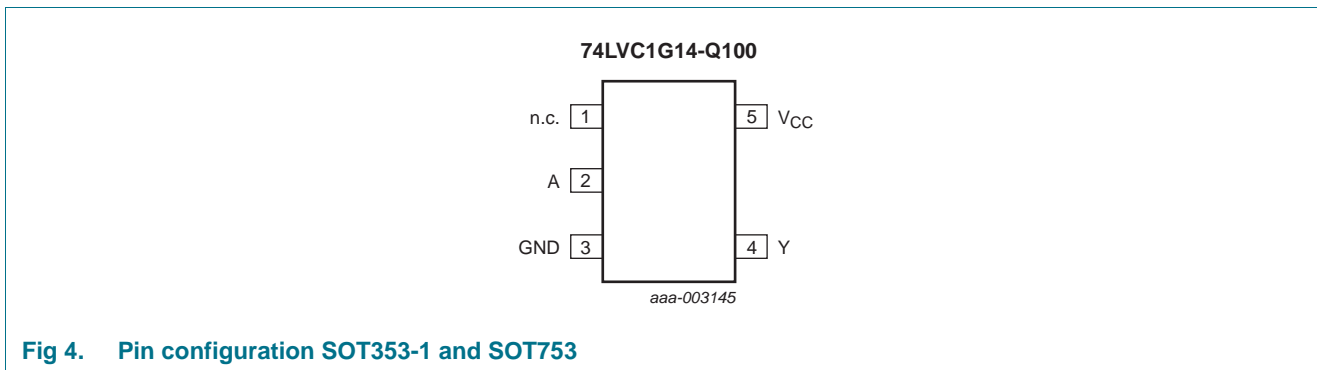 74LVC1G14-Q100
n.c. 1
5 VCC
A 2
GND 3
4 Y
aaa-003145
Fig 4. Pin configuration SOT353-1 and SOT753